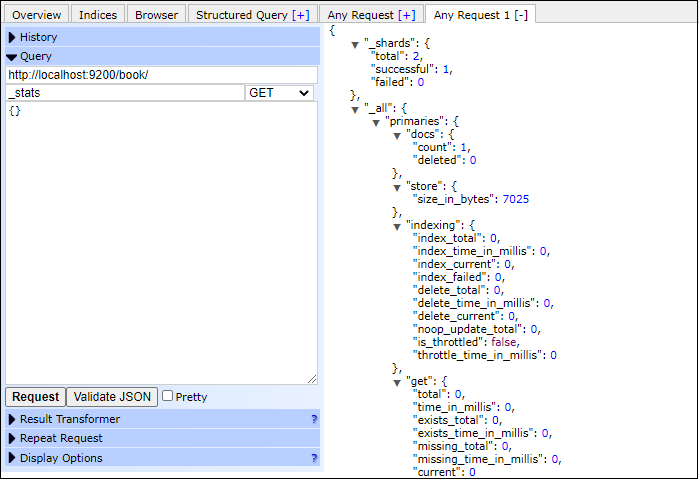 Overview Indices Browser Structured Query [+] Any Request [+] Any Request 1 [-]
History
Query
http://localhost:9200/book/
_stats GET
{}
Request Validate JSON Pretty
Result Transformer ?
Repeat Request
Display Options ?
{
"_shards": {
"total": 2,
"successful": 1,
"failed": 0
},
"_all": {
"primaries": {
"docs": {
"count": 1,
"deleted": 0
},
"store": {
"size_in_bytes": 7025
},
"indexing": {
"index_total": 0,
"index_time_in_millis": 0,
"index_current": 0,
"index_failed": 0,
"delete_total": 0,
"delete_time_in_millis": 0,
"delete_current": 0,
"noop_update_total": 0,
"is_throttled": false,
"throttle_time_in_millis": 0
},
"get": {
"total": 0,
"time_in_millis": 0,
"exists_total": 0,
"exists_time_in_millis": 0,
"missing_total": 0,
"missing_time_in_millis": 0,
"current": 0